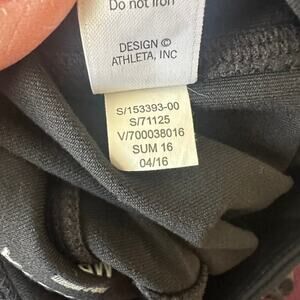 Do not Iron
DESIGN ©
ATHLETA, INC
S/153393-00
S/71125
V/700038016
SUM 16
04/16